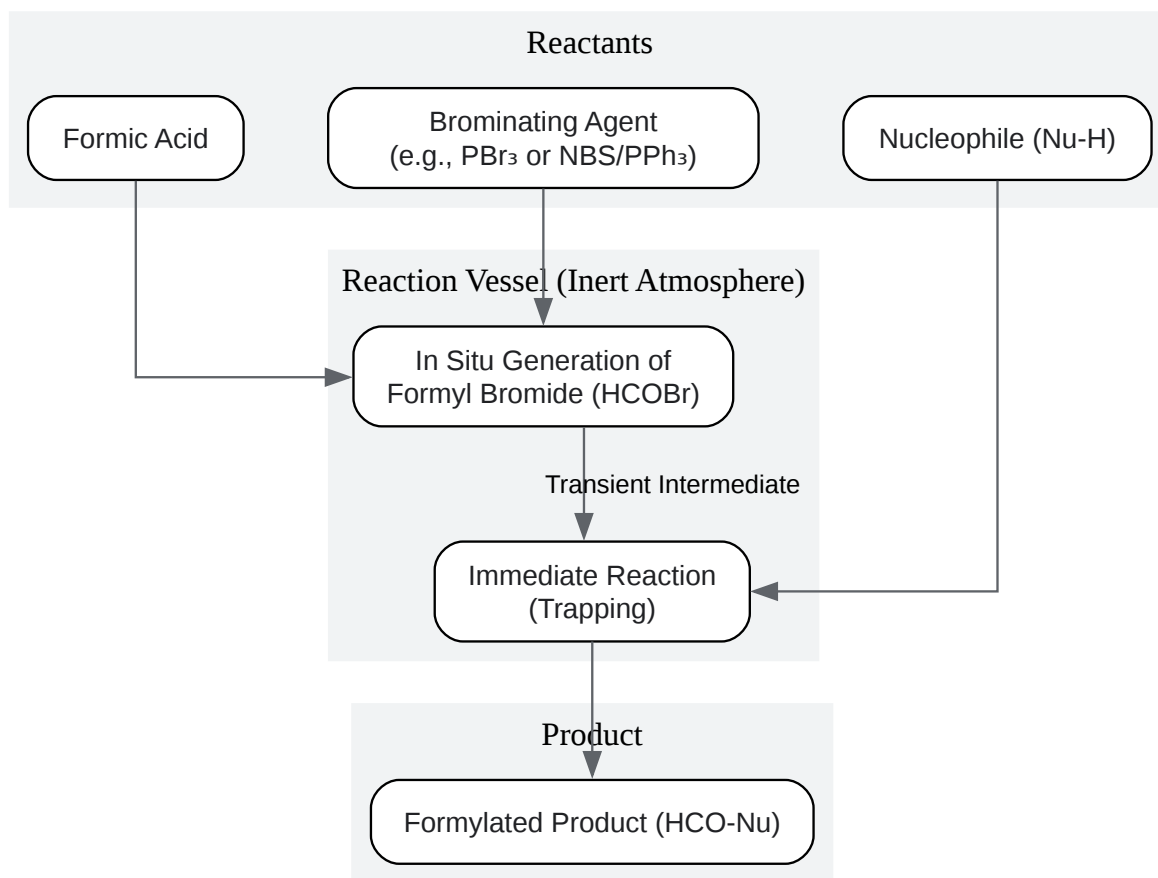 Reactants
Formic Acid
Brominating Agent
(e.g., PBr₃ or NBS/PPh₃)
Nucleophile (Nu-H)
Reaction Vessel (Inert Atmosphere)
In Situ Generation of
Formyl Bromide (HCOBr)
Transient Intermediate
Immediate Reaction
(Trapping)
Product
Formylated Product (HCO-Nu)